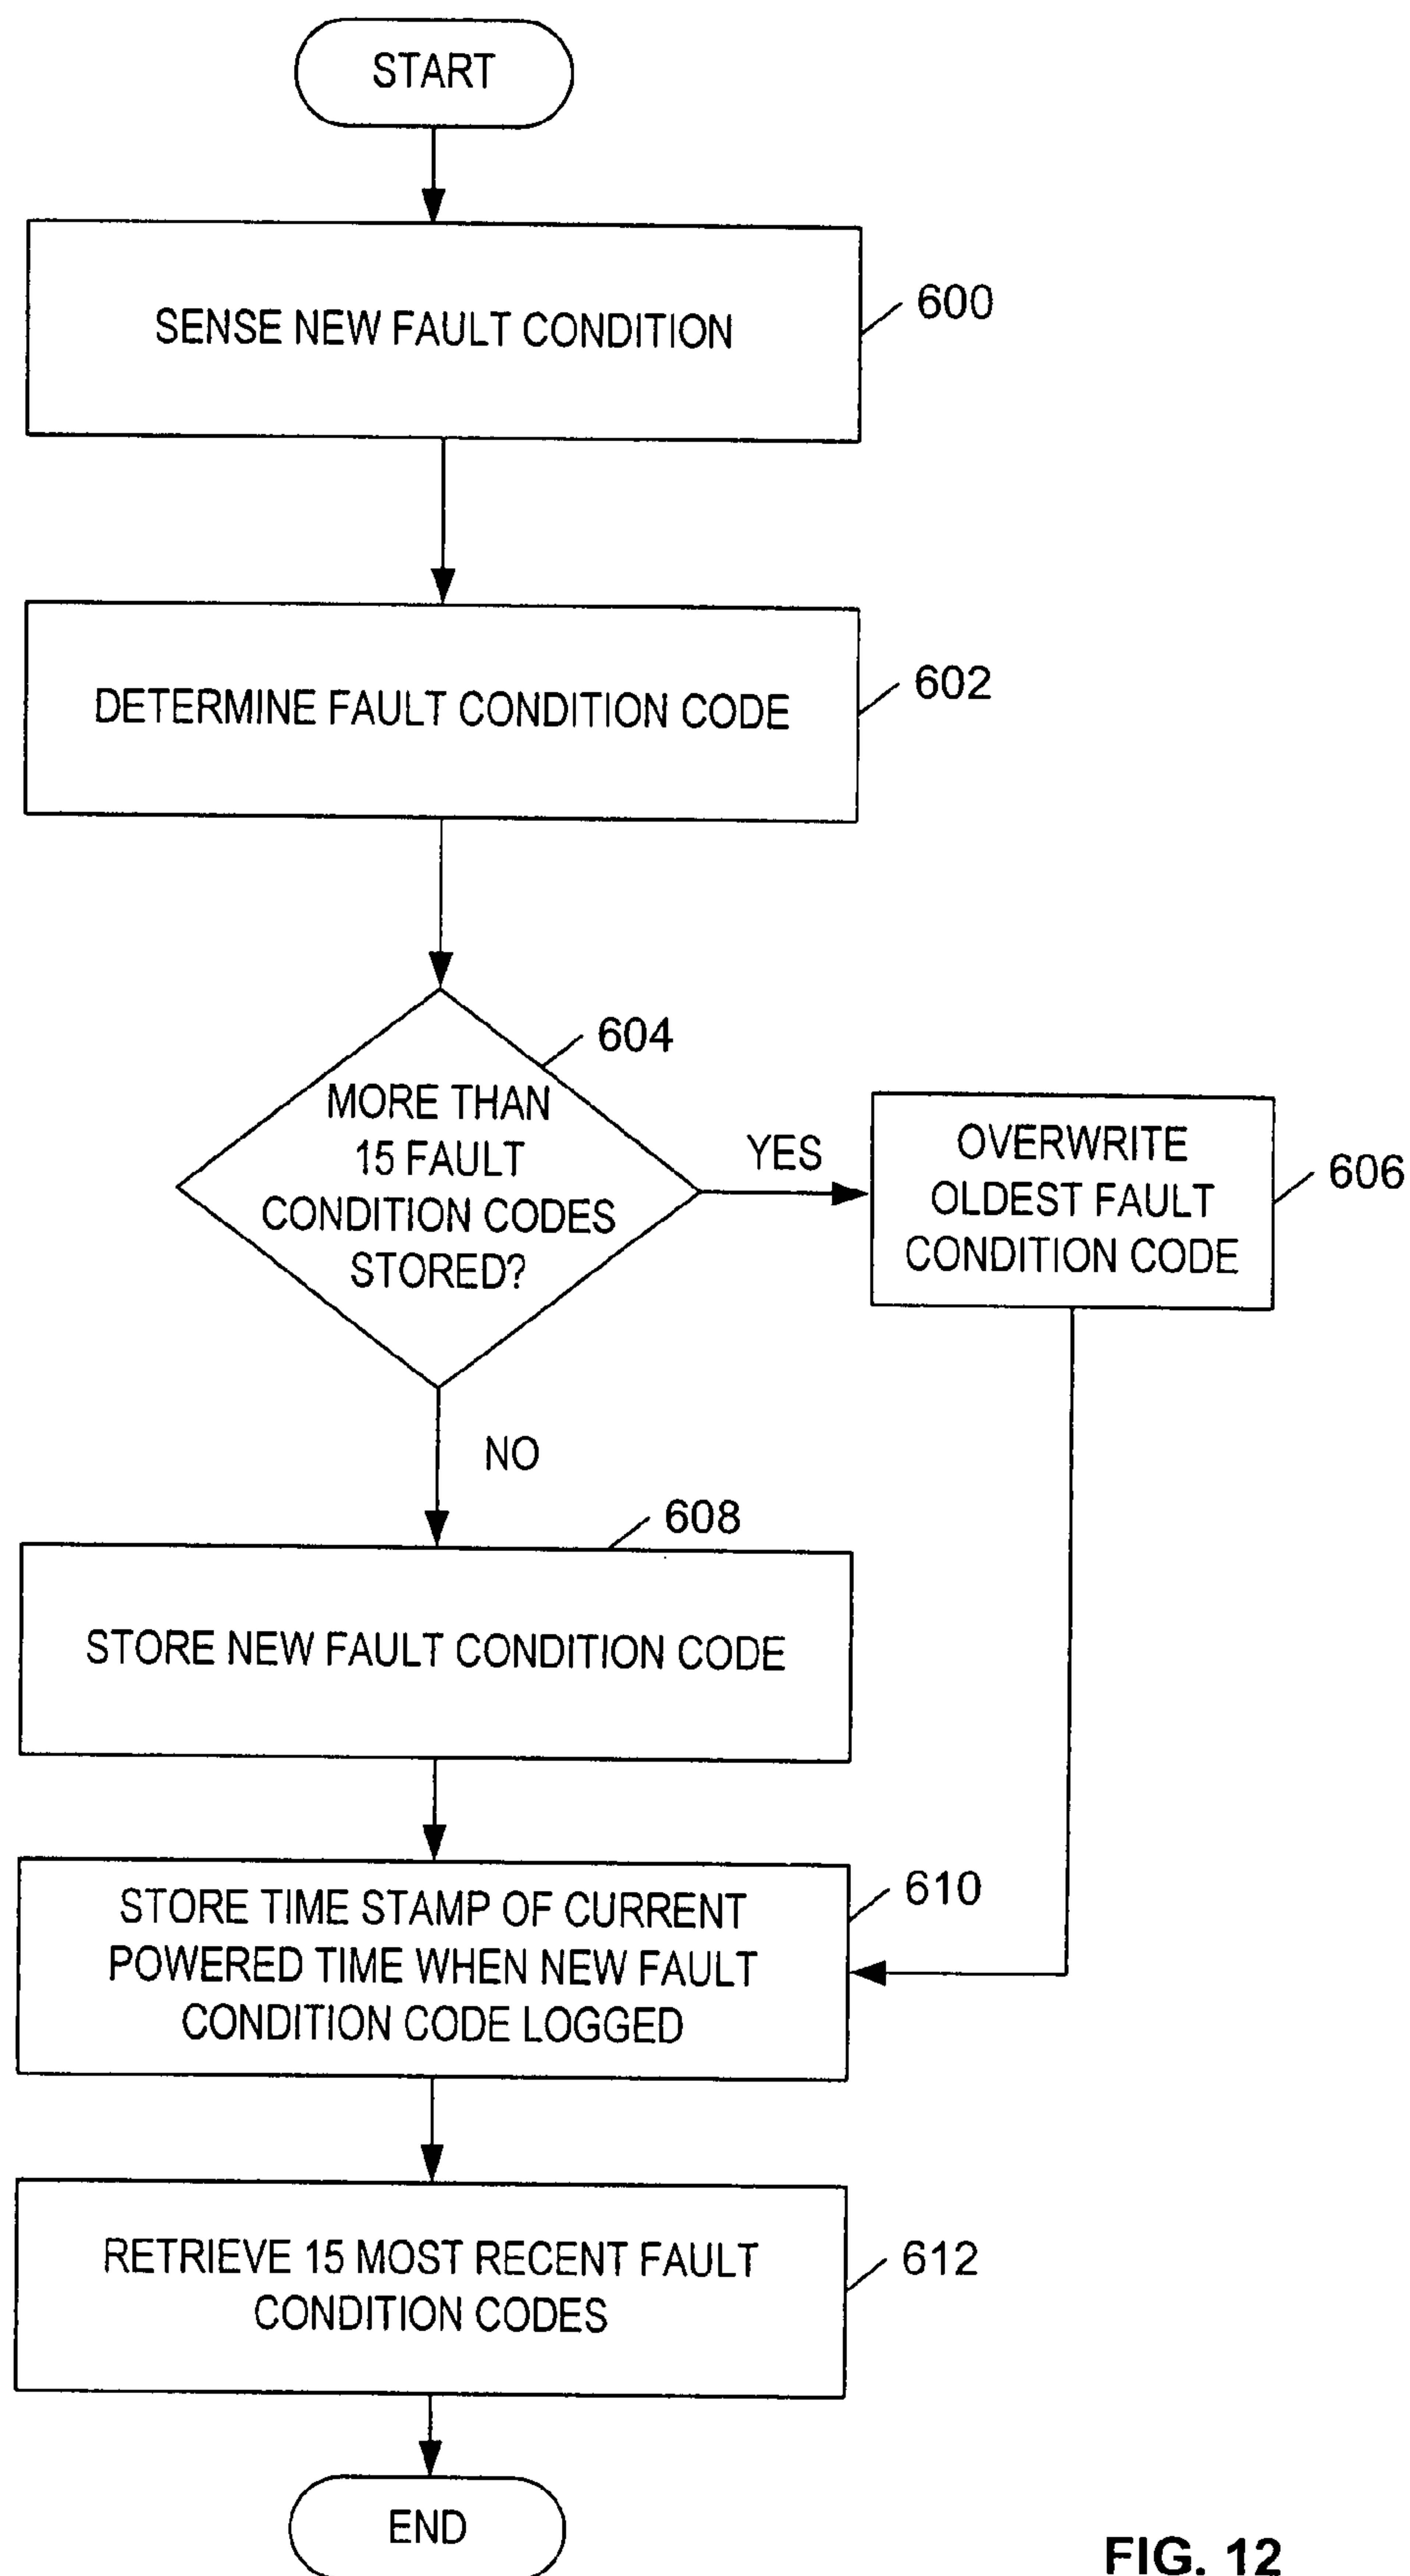 START
SENSE NEW FAULT CONDITION
600
DETERMINE FAULT CONDITION CODE
602
604
MORE THAN
15 FAULT
CONDITION CODES
STORED?
YES
OVERWRITE
OLDEST FAULT
CONDITION CODE
606
NO
608
STORE NEW FAULT CONDITION CODE
STORE TIME STAMP OF CURRENT
POWERED TIME WHEN NEW FAULT
CONDITION CODE LOGGED
610
RETRIEVE 15 MOST RECENT FAULT
CONDITION CODES
612
END
FIG. 12